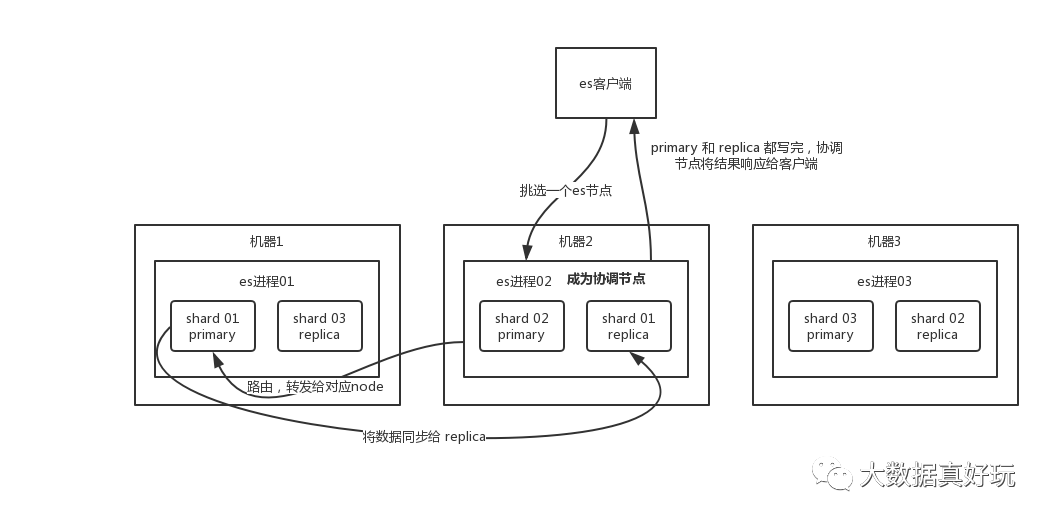 es客户端
primary 和 replica 都写完，协调
节点将结果响应给客户端
挑选一个es节点
机器1
机器2
机器3
es进程01
es进程02
成为协调节点
es进程03
shard 01
primary
shard 03
replica
shard 02
primary
shard 01
replica
shard 03
primary
shard 02
replica
路由，转发给对应node
将数据同步给 replica
大数据真好玩